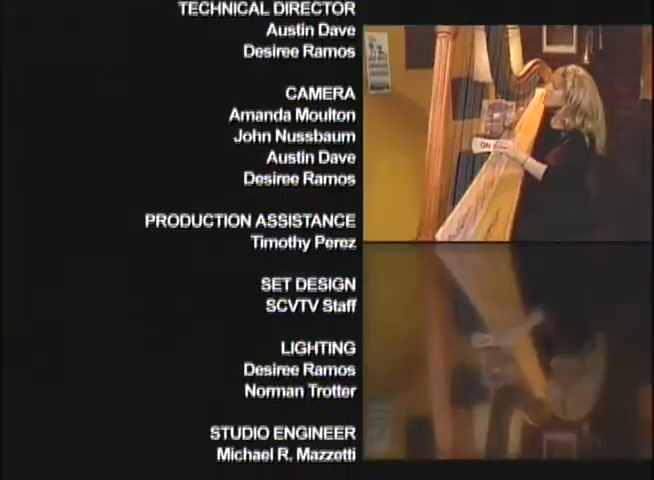 TECHNICAL DIRECTOR
Austin Dave
Desiree Ramos
CAMERA
Amanda Moulton
John Nussbaum
Austin Dave
Desiree Ramos
PRODUCTION ASSISTANCE
Timothy Perez
SET DESIGN
SCVTV Staff
LIGHTING
Desiree Ramos
Norman Trotter
STUDIO ENGINEER
Michael R. Mazzetti